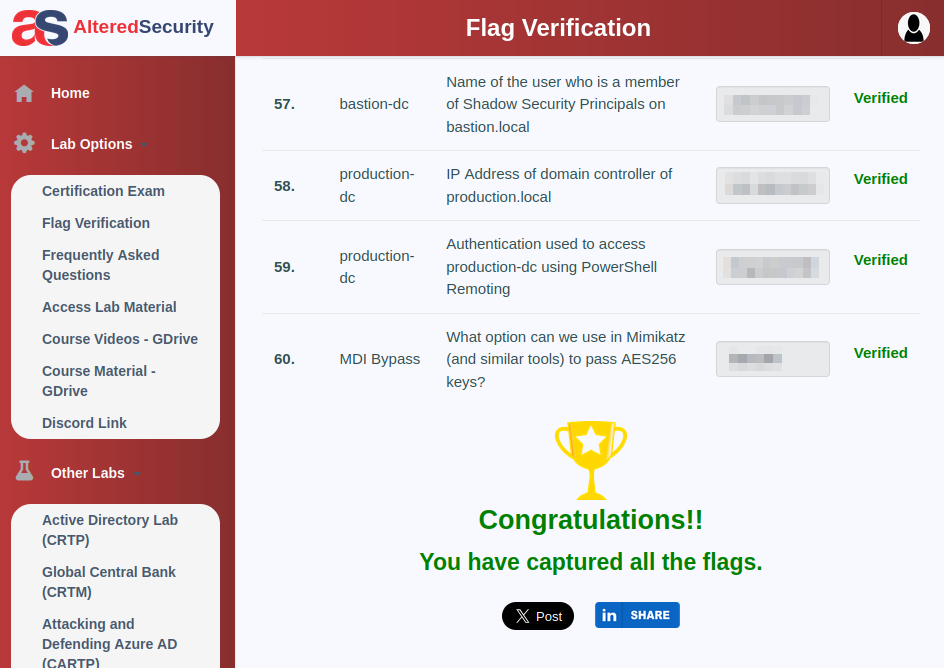 as AlteredSecurity
Flag Verification
Home
Lab Options
Certification Exam
Flag Verification
Frequently Asked
Questions
Access Lab Material
Course Videos - GDrive
Course Material -
GDrive
Discord Link
Other Labs
Active Directory Lab
(CRTP)
Global Central Bank
(CRTM)
Attacking and
Defending Azure AD
(CARTP)
57. bastion-dc Name of the user who is a member
of Shadow Security Principals on
bastion.local
Verified
58. production-
dc
IP Address of domain controller of
production.local
Verified
59. production-
dc
Authentication used to access
production-dc using PowerShell
Remoting
Verified
60. MDI Bypass What option can we use in Mimikatz
(and similar tools) to pass AES256
keys?
Verified
Congratulations!!
You have captured all the flags.
X Post
in SHARE